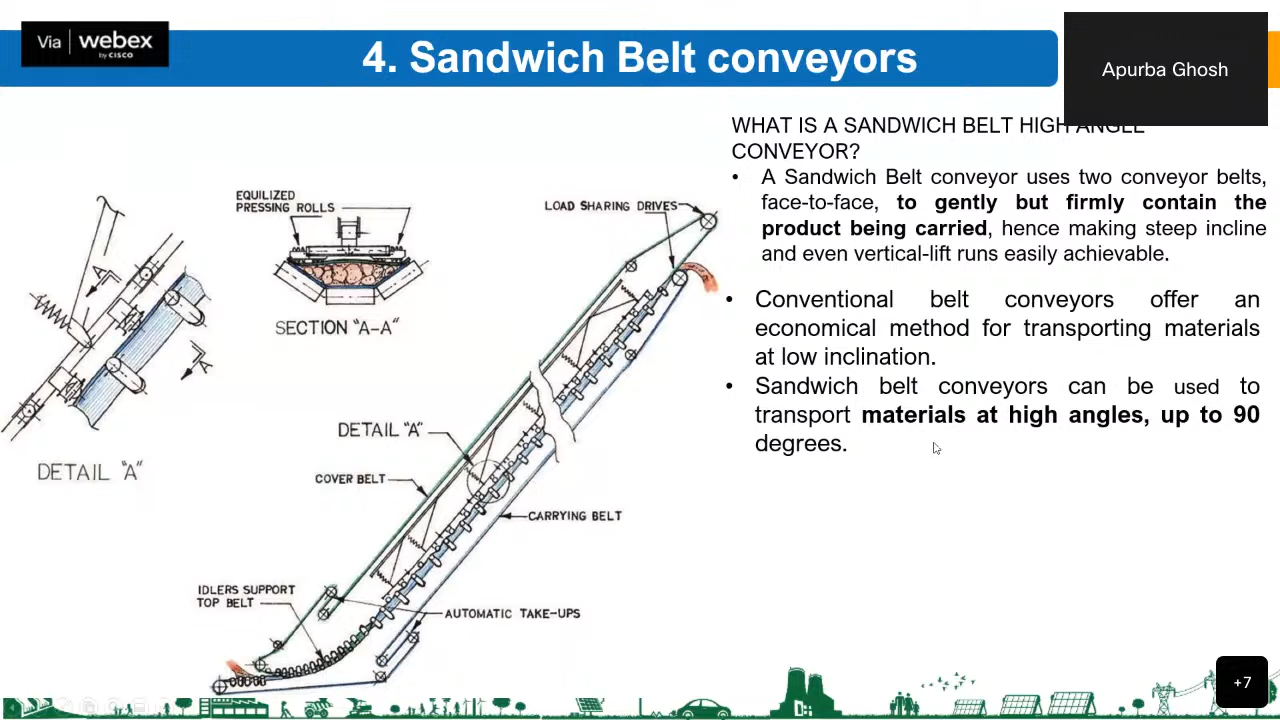 Via | webex
by CISCO
4. Sandwich Belt conveyors
Apurba Ghosh
WHAT IS A SANDWICH BELT HIGH ANGLE
CONVEYOR?
• A Sandwich Belt conveyor uses two conveyor belts,
face-to-face, to gently but firmly contain the
product being carried, hence making steep incline
and even vertical-lift runs easily achievable.
• Conventional belt conveyors offer an
economical method for transporting materials
at low inclination.
• Sandwich belt conveyors can be used to
transport materials at high angles, up to 90
degrees.
EQUILIZED
PRESSING ROLLS
SECTION "A-A"
LOAD SHARING DRIVES
A
A
DETAIL "A"
DETAIL "A"
COVER BELT
CARRYING BELT
IDLERS SUPPORT
TOP BELT
AUTOMATIC TAKE-UPS
+7